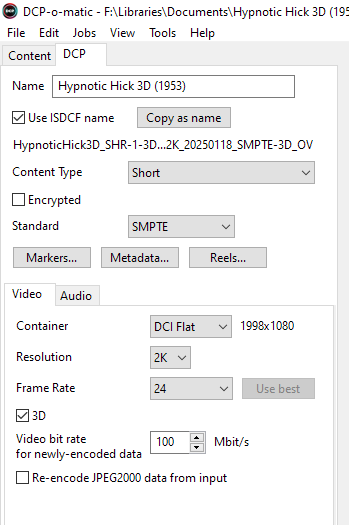 DCP-o-matic - F:\Libraries\Documents\Hypnotic Hick 3D (195
File Edit Jobs View Tools Help
Content DCP
Name Hypnotic Hick 3D (1953)
Use ISDCF name Copy as name
HypnoticHick3D_SHR-1-3D...2K_20250118_SMPTE-3D_OV
Content Type Short
Encrypted
Standard SMPTE
Markers... Metadata... Reels...
Video Audio
Container DCI Flat 1998x1080
Resolution 2K
Frame Rate 24 Use best
3D
Video bit rate
for newly-encoded data 100 Mbit/s
Re-encode JPEG2000 data from input